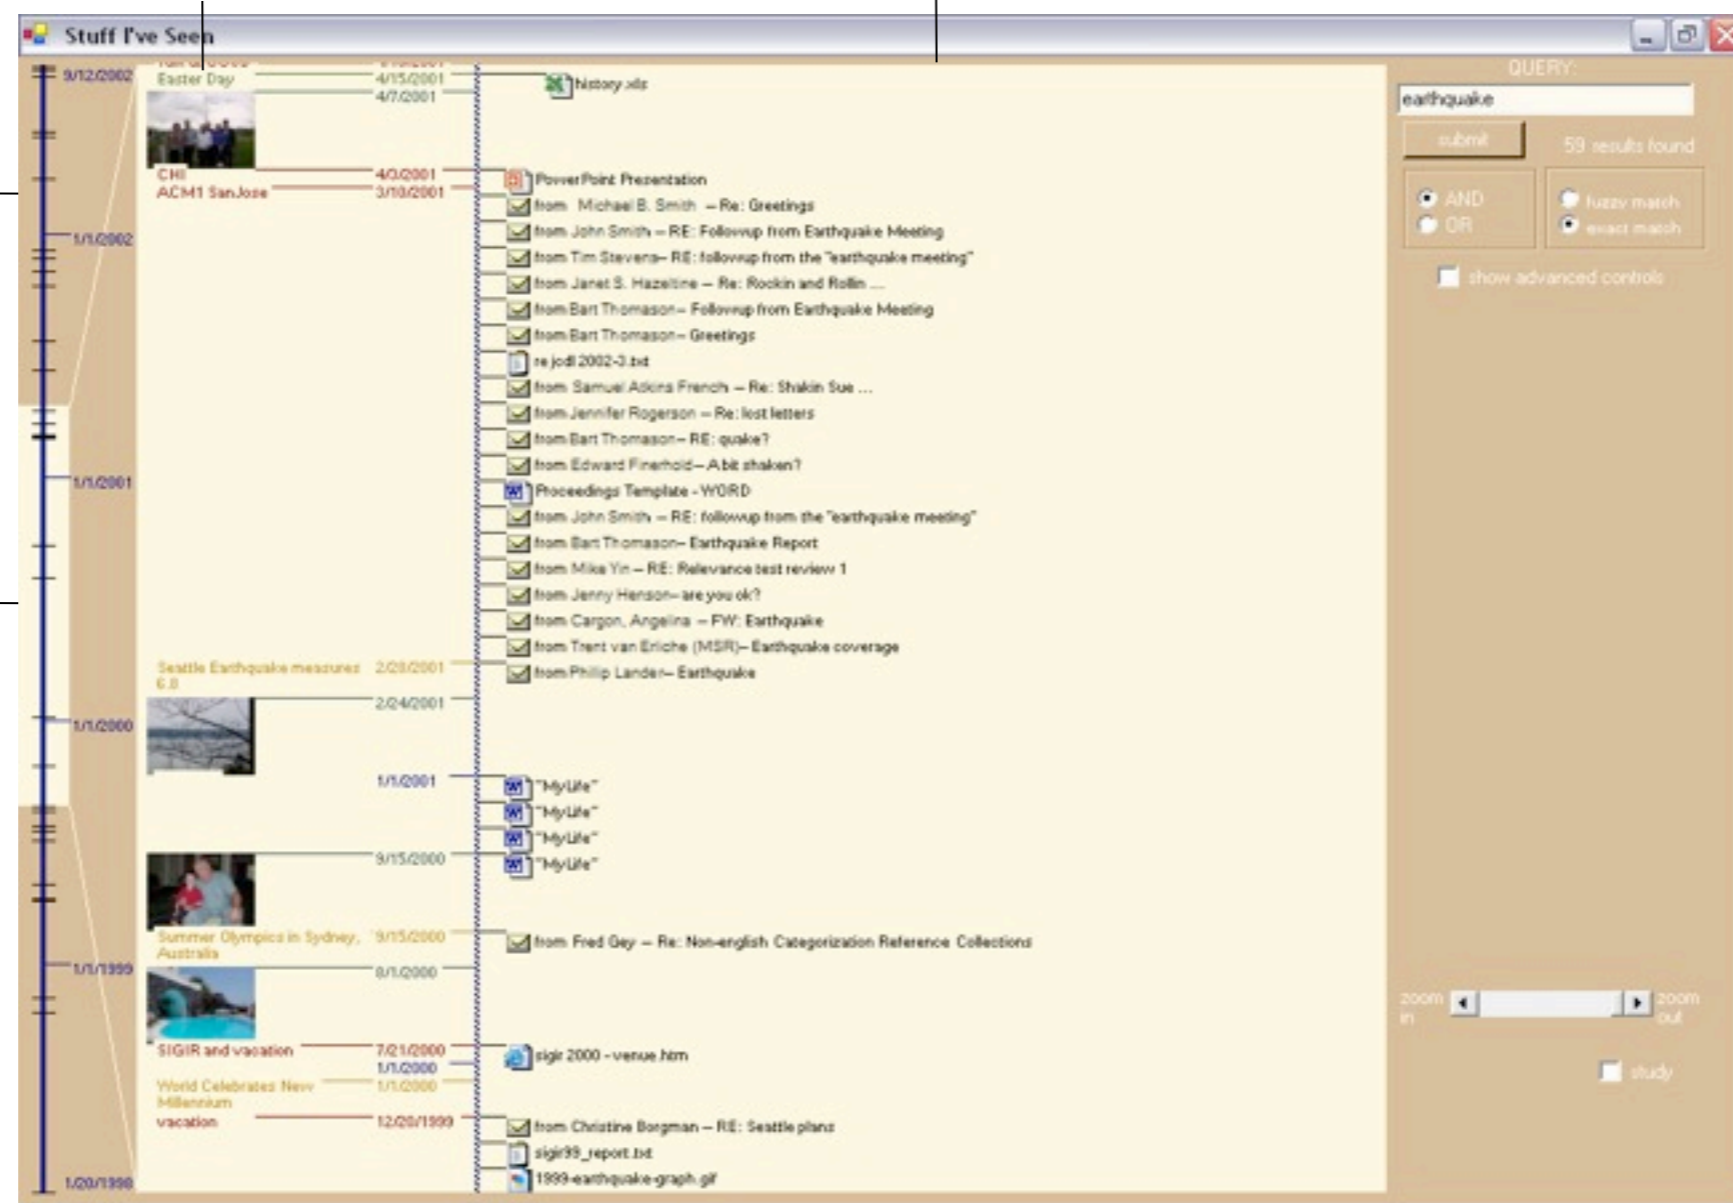 Stuff I've Seen
9/12/2002
1/1/2002
1/1/2001
1/1/2000
1/1/1999
1/20/1998
Easter Day 4/15/2001
4/7/2001
CHI 4/3/2001
ACM1 SanJose 3/10/2001
Seattle Earthquake measures 2/28/2001
6.8
2/24/2001
1/1/2001
9/15/2000
Summer Olympics in Sydney, 9/15/2000
Australia
8/1/2000
SIGIR and vacation 7/21/2000
1/1/2000
World Celebrates New 1/1/2000
Millennium
vacation 12/20/1999
history.xls
PowerPoint Presentation
from Michael B. Smith – Re: Greetings
from John Smith – RE: Followup from Earthquake Meeting
from Tim Stevens– RE: followup from the "earthquake meeting"
from Janet S. Hazeltine – Re: Rockin and Rollin ...
from Bart Thomason– Followup from Earthquake Meeting
from Bart Thomason– Greetings
re jcdl 2002-3.txt
from Samuel Atkins French – Re: Shakin Sue ...
from Jennifer Rogerson – Re: lost letters
from Bart Thomason– RE: quake?
from Edward Finerhold– A bit shaken?
Proceedings Template - WORD
from John Smith – RE: followup from the "earthquake meeting"
from Bart Thomason– Earthquake Report
from Mike Yin – RE: Relevance test review 1
from Jenny Henson– are you ok?
from Cargon, Angelina – FW: Earthquake
from Trent van Eriche (MSR)– Earthquake coverage
from Philip Lander– Earthquake
"MyLife"
"MyLife"
"MyLife"
"MyLife"
from Fred Gey – Re: Non-english Categorization Reference Collections
sigir 2000 - venue.htm
from Christine Borgman – RE: Seattle plans
sigir99_report.txt
1999-earthquake-graph.gif
QUERY:
earthquake
submit
59 results found
AND
OR
fuzzy match
exact match
show advanced controls
zoom in
zoom out
study